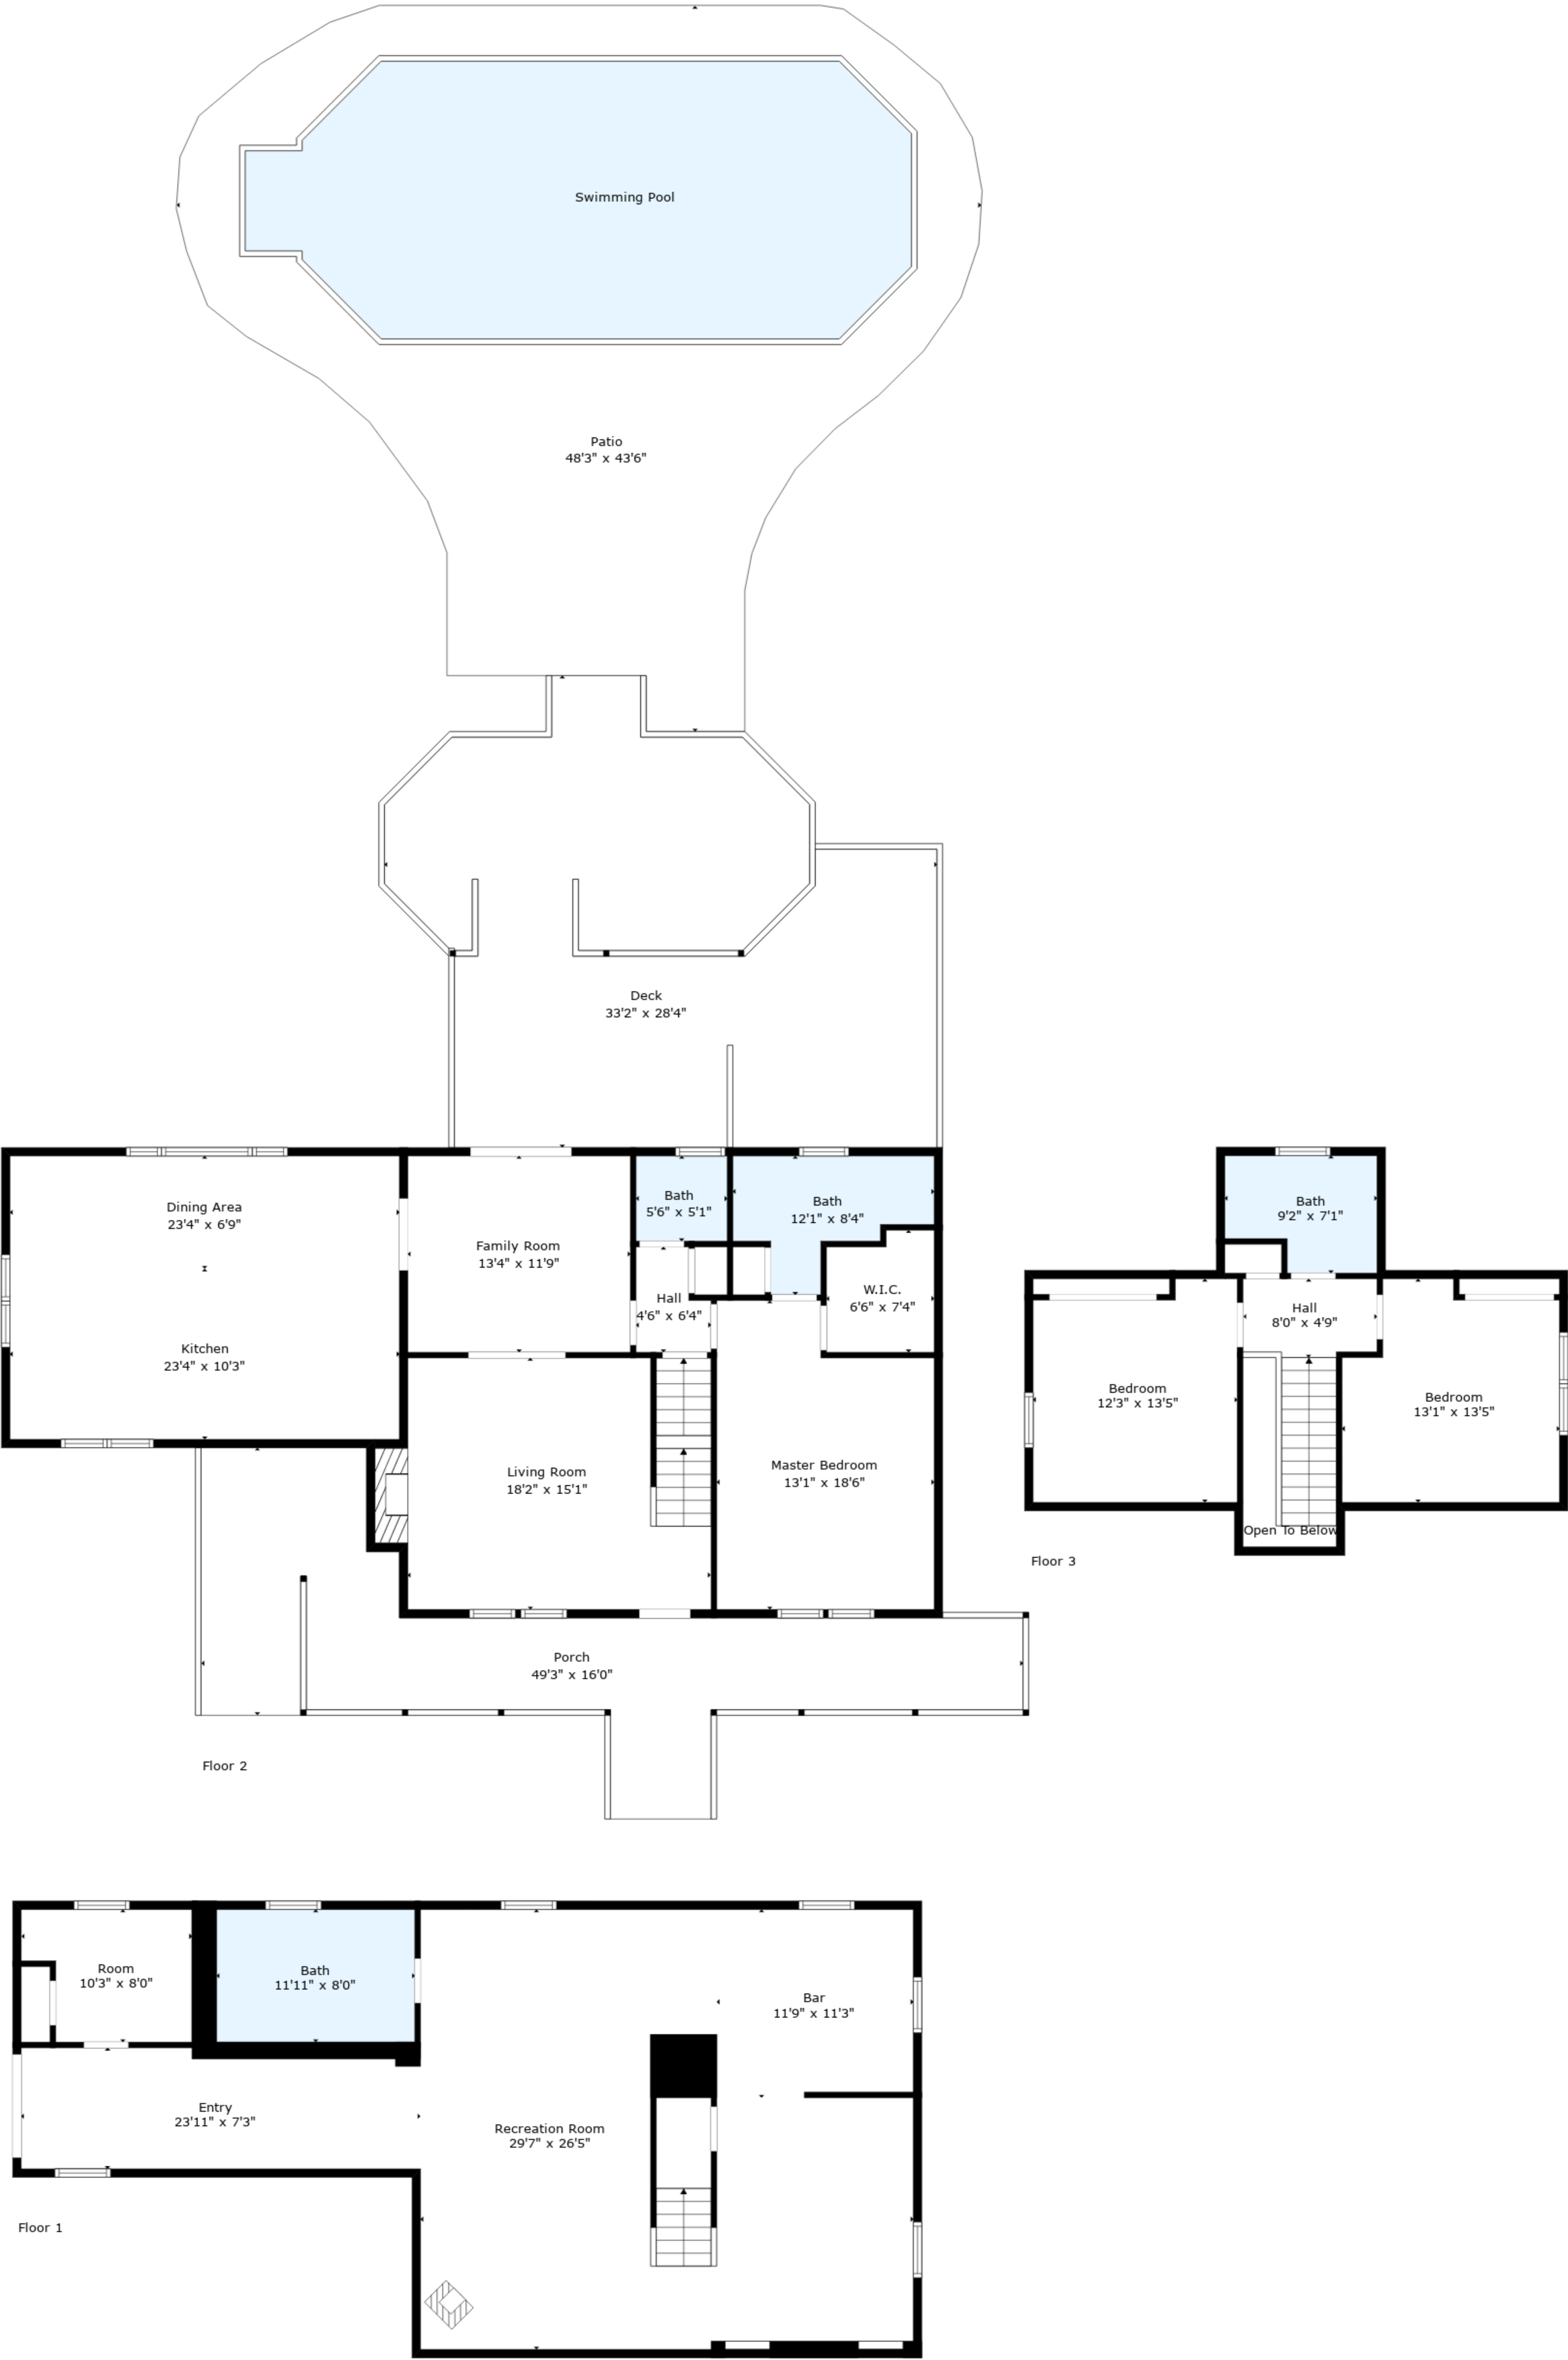 Swimming Pool
Patio
48'3" x 43'6"
Deck
33'2" x 28'4"
Dining Area
23'4" x 6'9"
Family Room
13'4" x 11'9"
Bath
5'6" x 5'1"
Bath
12'1" x 8'4"
Hall
4'6" x 6'4"
W.I.C.
6'6" x 7'4"
Kitchen
23'4" x 10'3"
Living Room
18'2" x 15'1"
Master Bedroom
13'1" x 18'6"
Porch
49'3" x 16'0"
Floor 2
Bath
9'2" x 7'1"
Hall
8'0" x 4'9"
Bedroom
12'3" x 13'5"
Bedroom
13'1" x 13'5"
Open To Below
Floor 3
Room
10'3" x 8'0"
Bath
11'11" x 8'0"
Bar
11'9" x 11'3"
Entry
23'11" x 7'3"
Recreation Room
29'7" x 26'5"
Floor 1